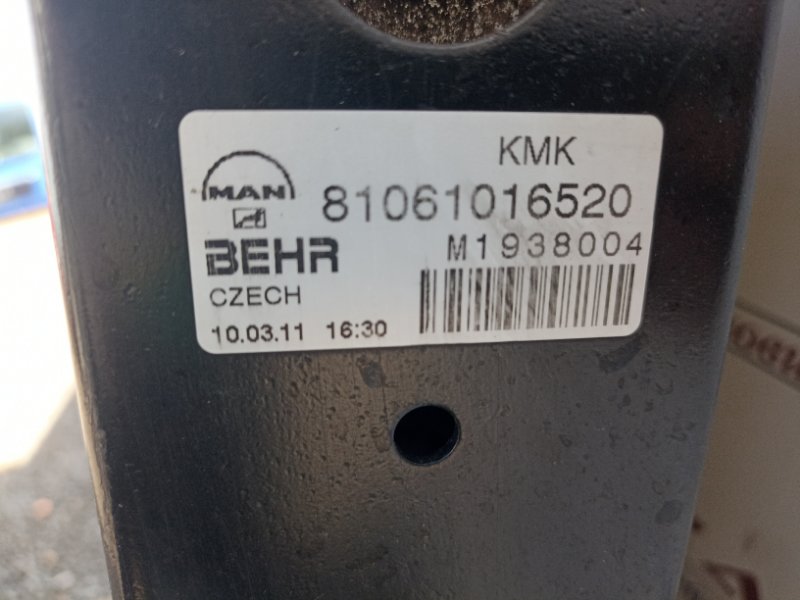 KMK
MAN
81061016520
BEHR
M1938004
CZECH
10.03.11 16:30